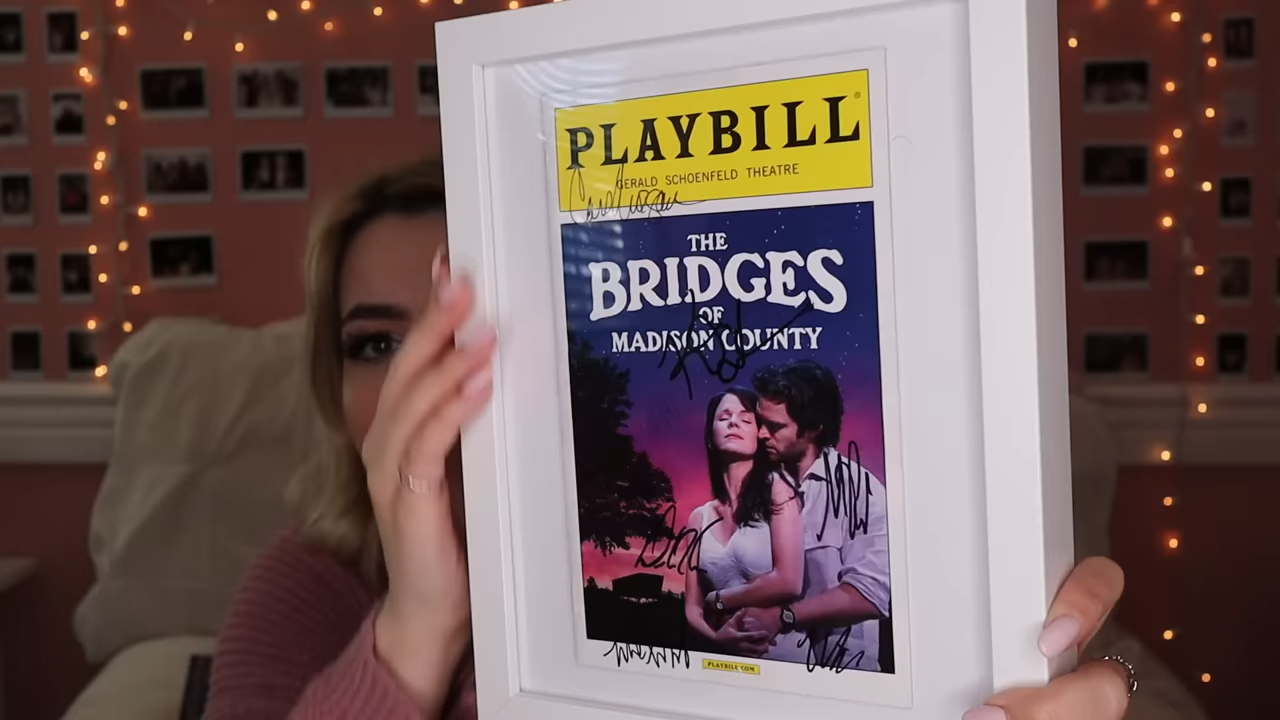 PLAYBILL®
GERALD SCHOENFELD THEATRE
THE
BRIDGES
OF
MADISON COUNTY
PLAYBILL.COM